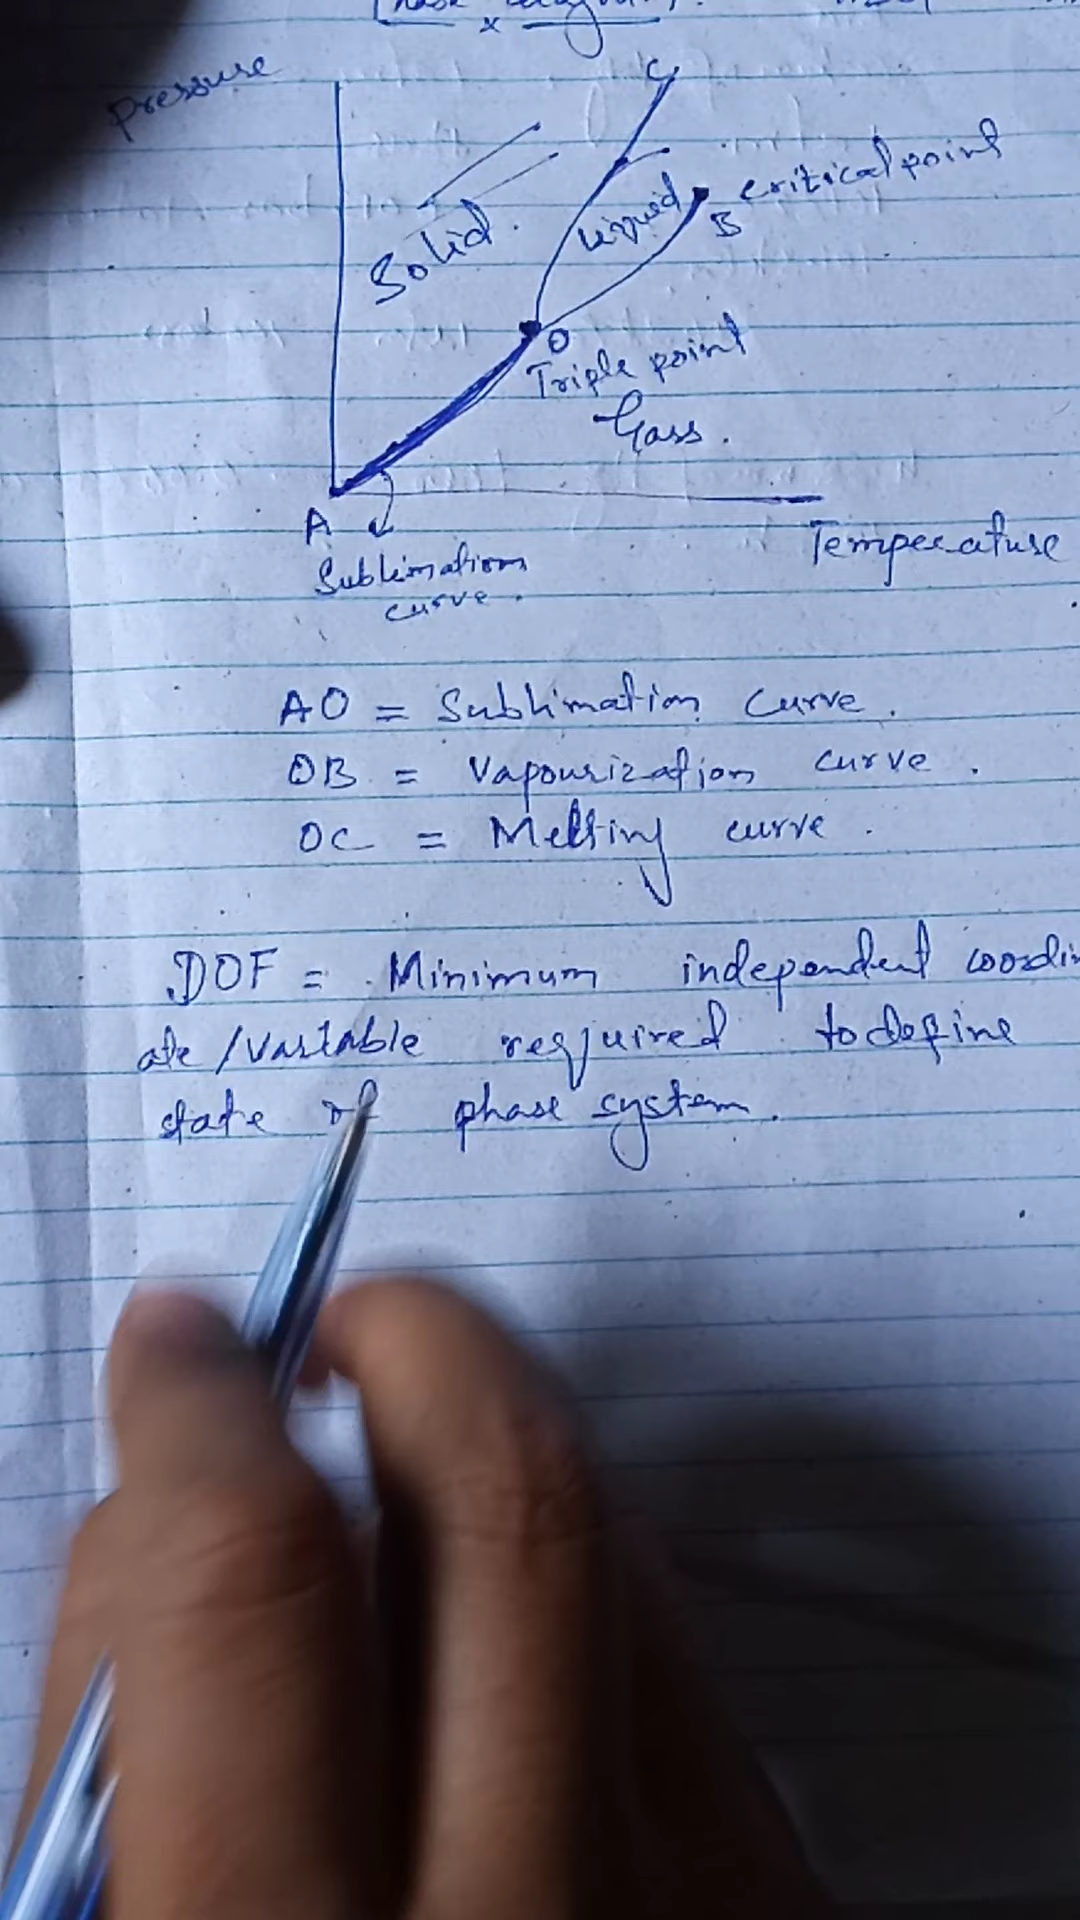 Pressure
C
Solid.
Liquid
critical point
B
O
Triple point
Gass.
A
Temperature
Sublimation
curve.
AO = Sublimation Curve.
OB = Vapourization curve.
OC = Melting curve.
DOF = Minimum independent coordin
ate/variable required to define
state of phase system.